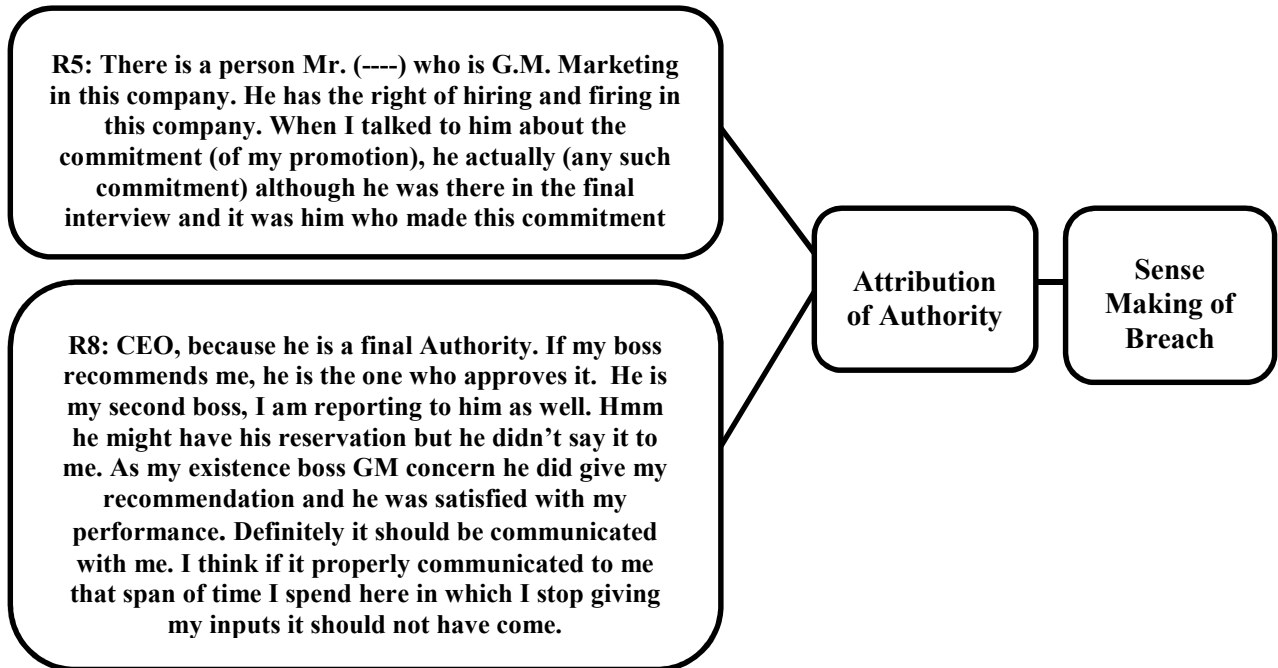 R5: There is a person Mr. (----) who is G.M. Marketing
in this company. He has the right of hiring and firing in
this company. When I talked to him about the
commitment (of my promotion), he actually (any such
commitment) although he was there in the final
interview and it was him who made this commitment
R8: CEO, because he is a final Authority. If my boss
recommends me, he is the one who approves it.  He is
my second boss, I am reporting to him as well. Hmm
he might have his reservation but he didn’t say it to
me. As my existence boss GM concern he did give my
recommendation and he was satisfied with my
performance. Definitely it should be communicated
with me. I think if it properly communicated to me
that span of time I spend here in which I stop giving
my inputs it should not have come.
Attribution
of Authority
Sense
Making of
Breach